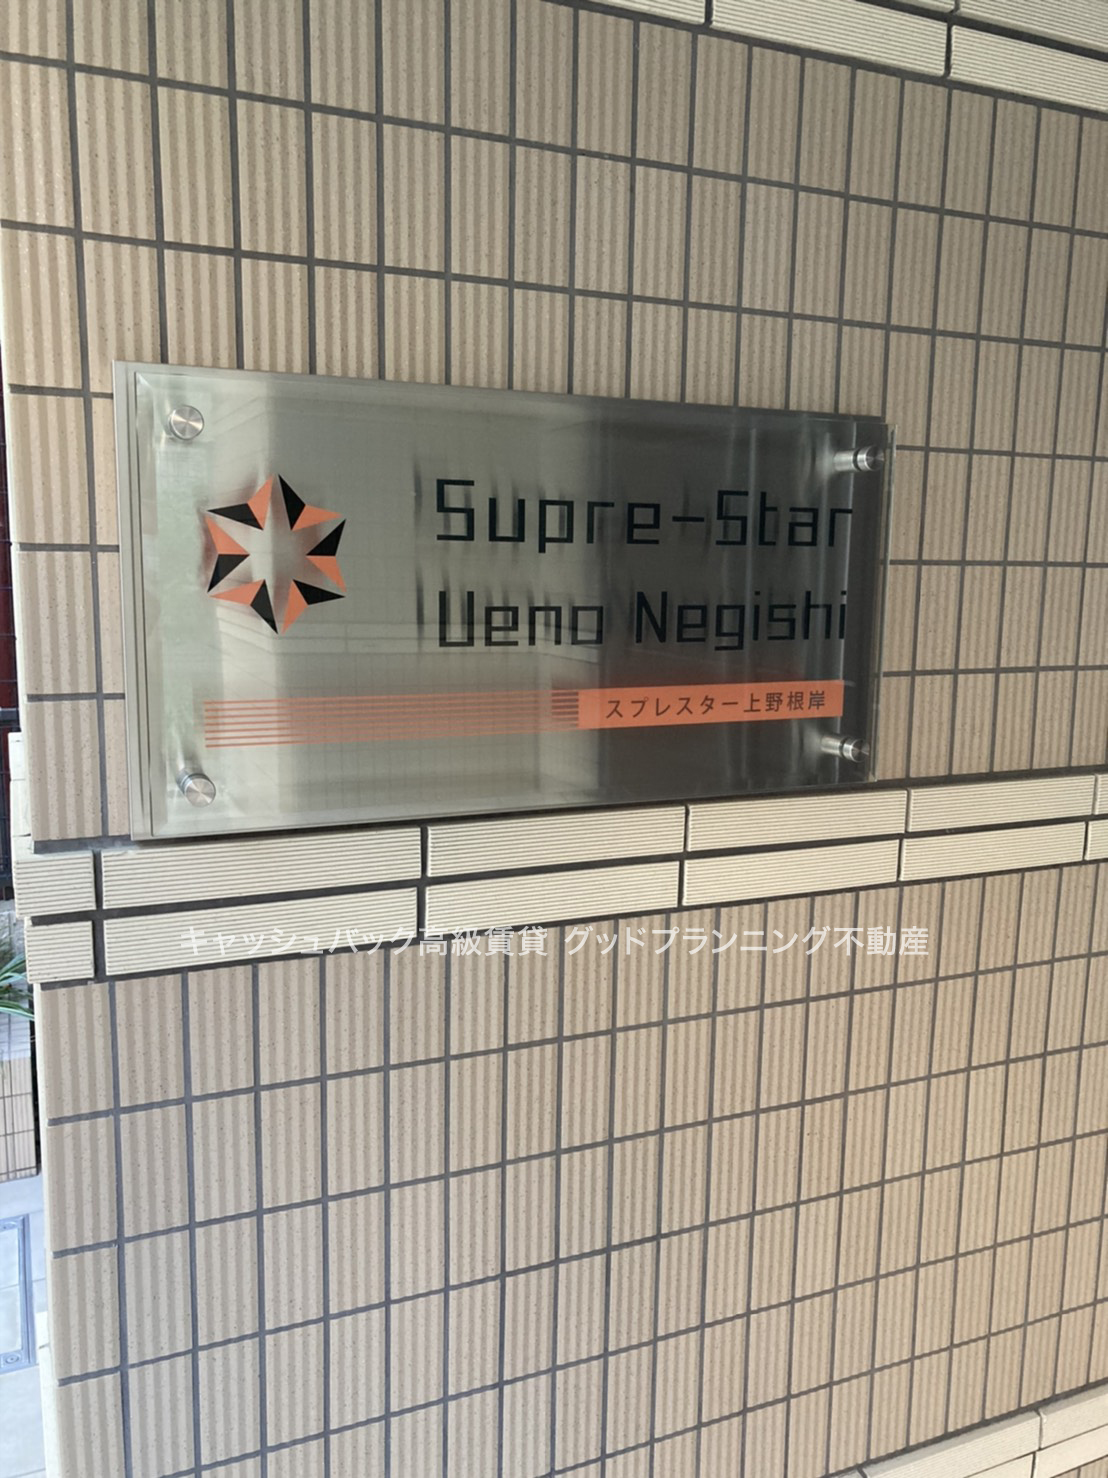 Supre-Star
Ueno Negishi
スプレスター上野根岸
キャッシュバック高級賃貸 グッドプランニング不動産